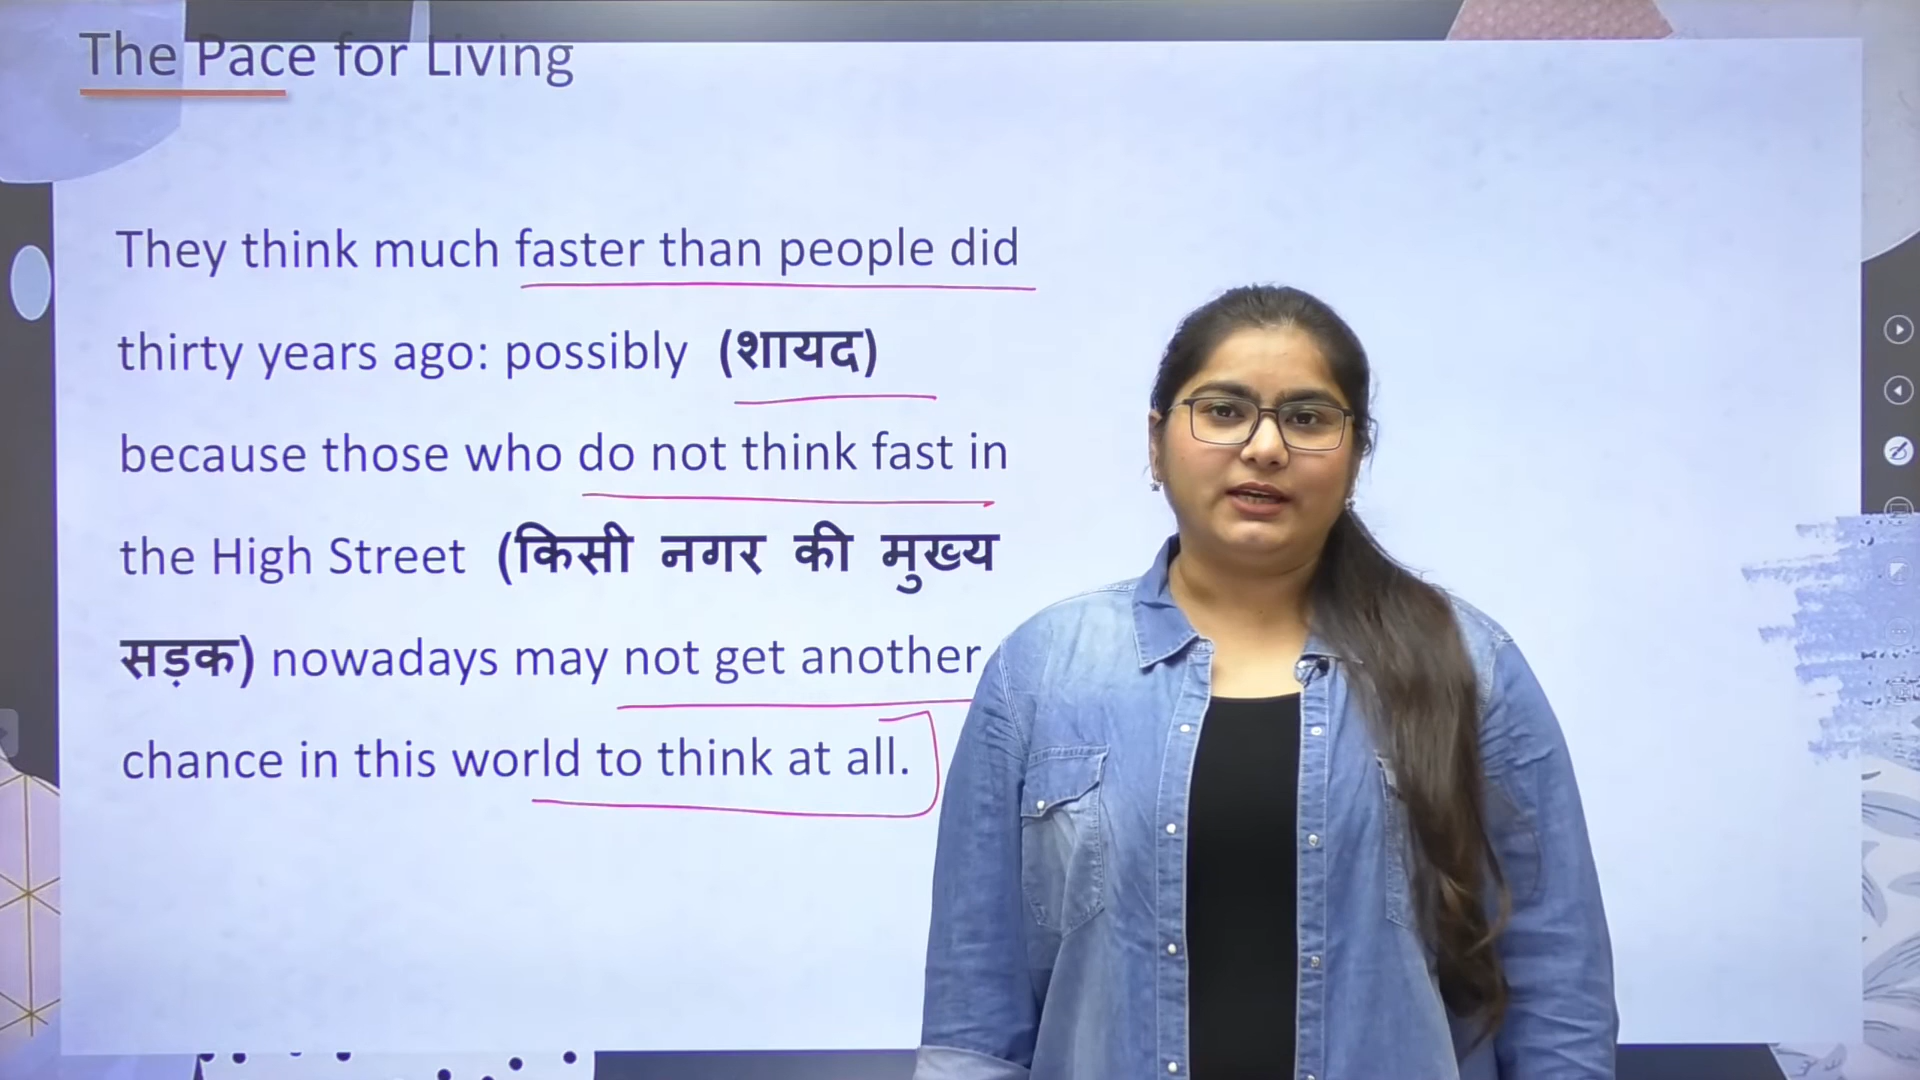 The Pace for Living
They think much faster than people did
thirty years ago: possibly (शायद)
because those who do not think fast in
the High Street (किसी नगर की मुख्य
सड़क) nowadays may not get another
chance in this world to think at all.